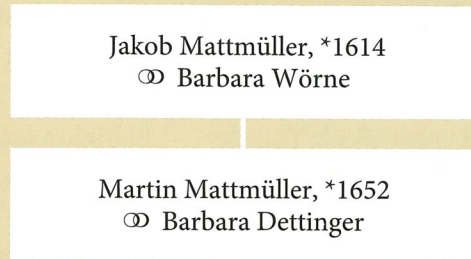 Jakob Mattmüller, *1614
⚭ Barbara Wörne
Martin Mattmüller, *1652
⚭ Barbara Dettinger